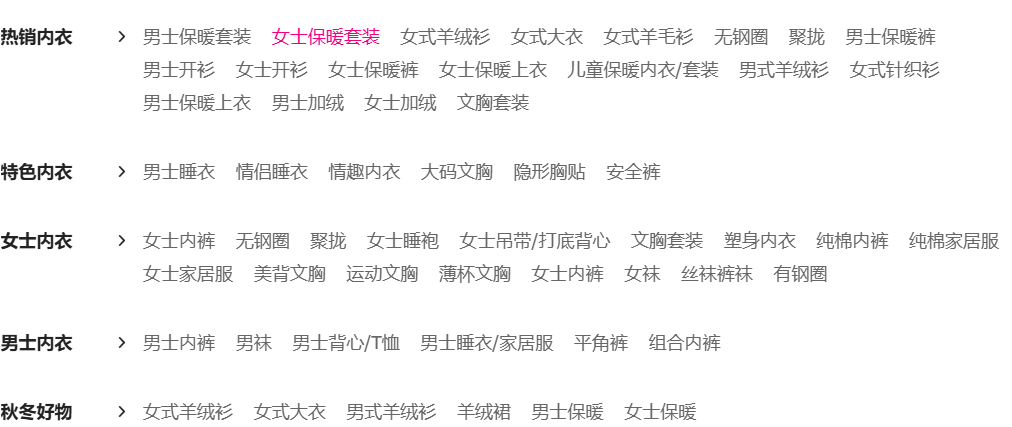 热销内衣 > 男士保暖套装 女士保暖套装 女式羊绒衫 女式大衣 女式羊毛衫 无钢圈 聚拢 男士保暖裤
男士开衫 女士开衫 女士保暖裤 女士保暖上衣 儿童保暖内衣/套装 男式羊绒衫 女式针织衫
男士保暖上衣 男士加绒 女士加绒 文胸套装
特色内衣 > 男士睡衣 情侣睡衣 情趣内衣 大码文胸 隐形胸贴 安全裤
女士内衣 > 女士内裤 无钢圈 聚拢 女士睡袍 女士吊带/打底背心 文胸套装 塑身内衣 纯棉内裤 纯棉家居服
女士家居服 美背文胸 运动文胸 薄杯文胸 女士内裤 女袜 丝袜裤袜 有钢圈
男士内衣 > 男士内裤 男袜 男士背心/T恤 男士睡衣/家居服 平角裤 组合内裤
秋冬好物 > 女式羊绒衫 女式大衣 男式羊绒衫 羊绒裙 男士保暖 女士保暖